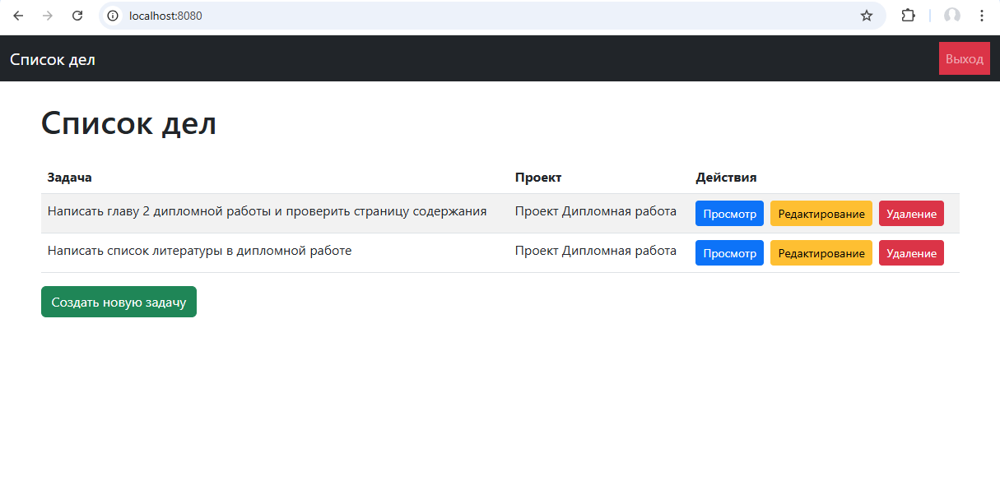 localhost:8080
Список дел Выход
Список дел
Задача Проект Действия
Написать главу 2 дипломной работы и проверить страницу содержания Проект Дипломная работа Просмотр Редактирование Удаление
Написать список литературы в дипломной работе Проект Дипломная работа Просмотр Редактирование Удаление
Создать новую задачу